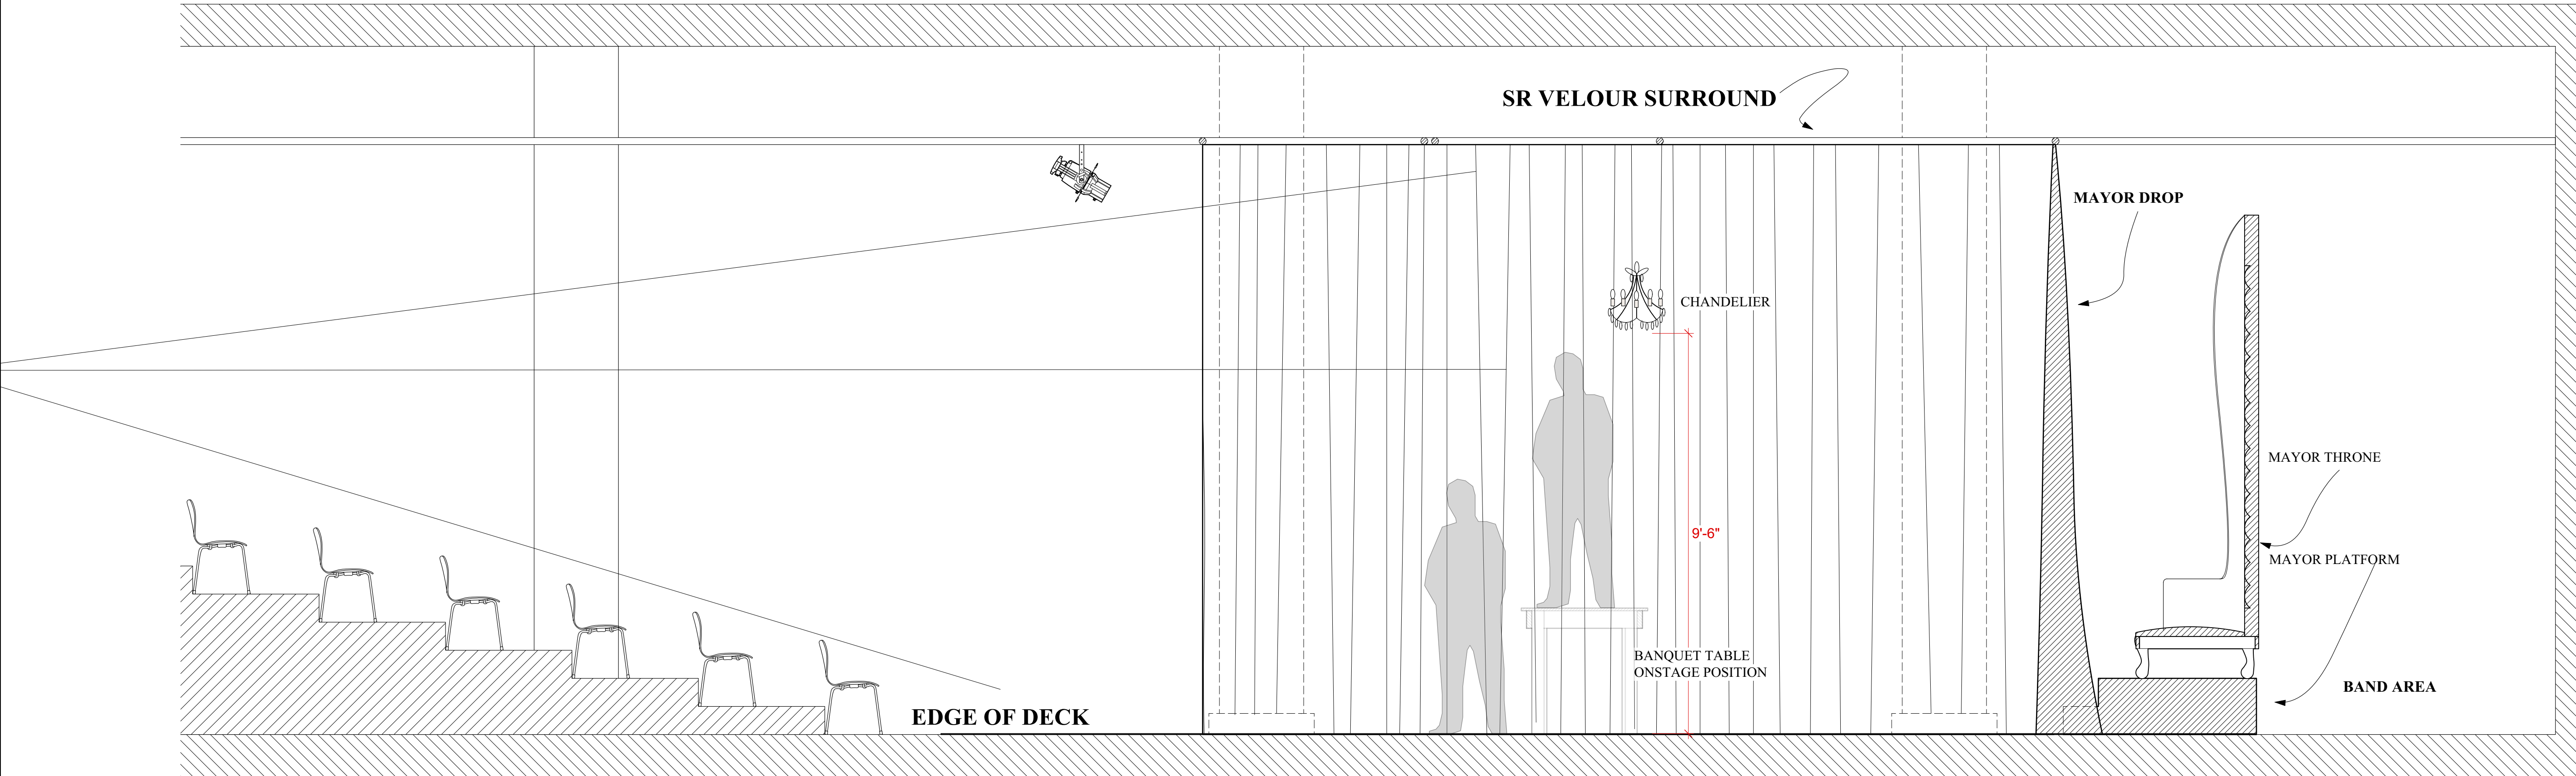 SR VELOUR SURROUND
MAYOR DROP
CHANDELIER
MAYOR THRONE
9'-6"
MAYOR PLATFORM
BANQUET TABLE
ONSTAGE POSITION
BAND AREA
EDGE OF DECK